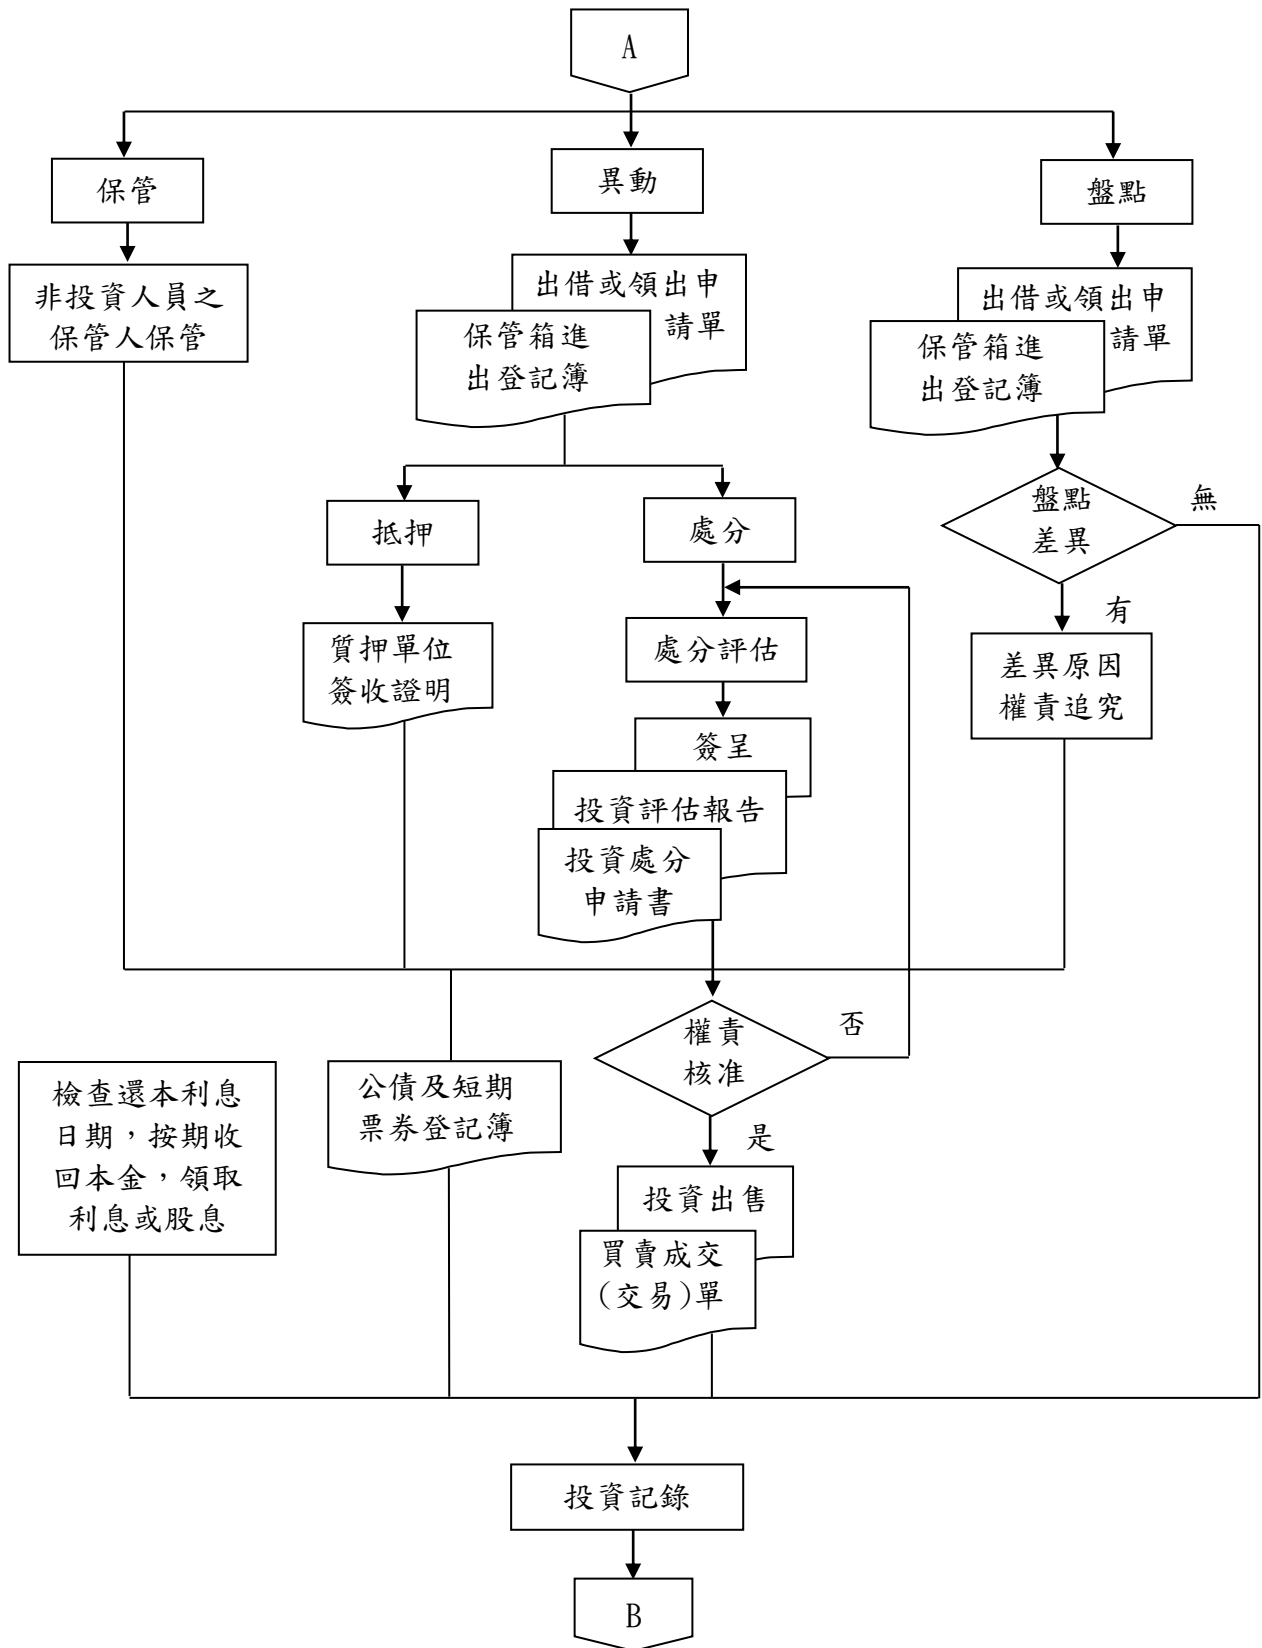 A
保管
異動
盤點
非投資人員之
保管人保管
出借或領出申
請單
保管箱進
出登記簿
出借或領出申
請單
保管箱進
出登記簿
抵押
處分
盤點
差異
無
有
質押單位
簽收證明
處分評估
差異原因
權責追究
簽呈
投資評估報告
投資處分
申請書
權責
核准
否
是
檢查還本利息
日期，按期收
回本金，領取
利息或股息
公債及短期
票券登記簿
投資出售
買賣成交
(交易)單
投資記錄
B